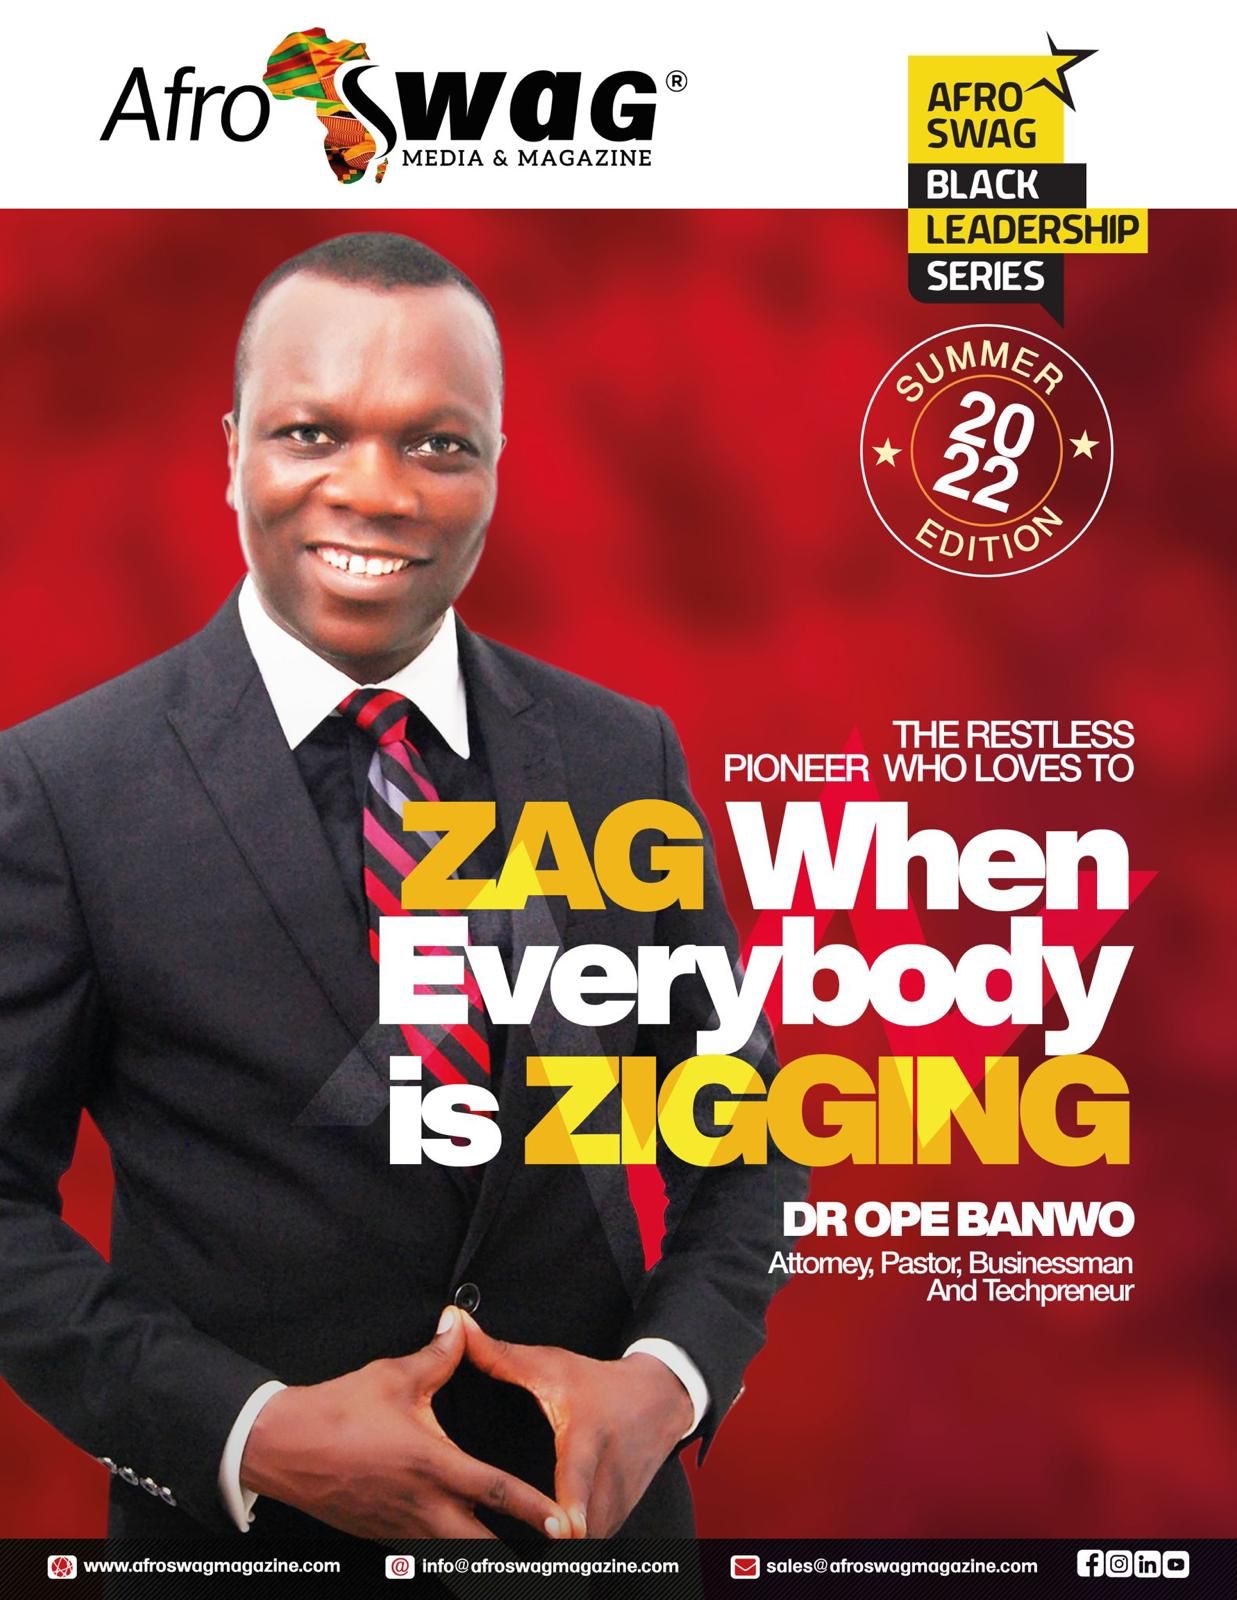 AfroSwag®
MEDIA & MAGAZINE
AFRO
SWAG
BLACK
LEADERSHIP
SERIES
SUMMER
20
22
EDITION
THE RESTLESS
PIONEER WHO LOVES TO
ZAG When
Everybody
is ZIGGING
DR OPE BANWO
Attorney, Pastor, Businessman
And Techpreneur
www.afroswagmagazine.com @ info@afroswagmagazine.com sales@afroswagmagazine.com